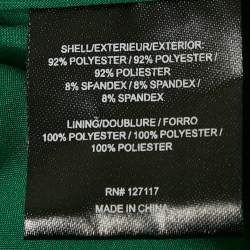 SHELL/EXTERIEUR/EXTERIOR:
92% POLYESTER / 92% POLYESTER /
92% POLIESTER
8% SPANDEX / 8% SPANDEX /
8% SPANDEX
LINING/DOUBLURE / FORRO
100% POLYESTER / 100% POLYESTER /
100% POLIESTER
RN# 127117
MADE IN CHINA